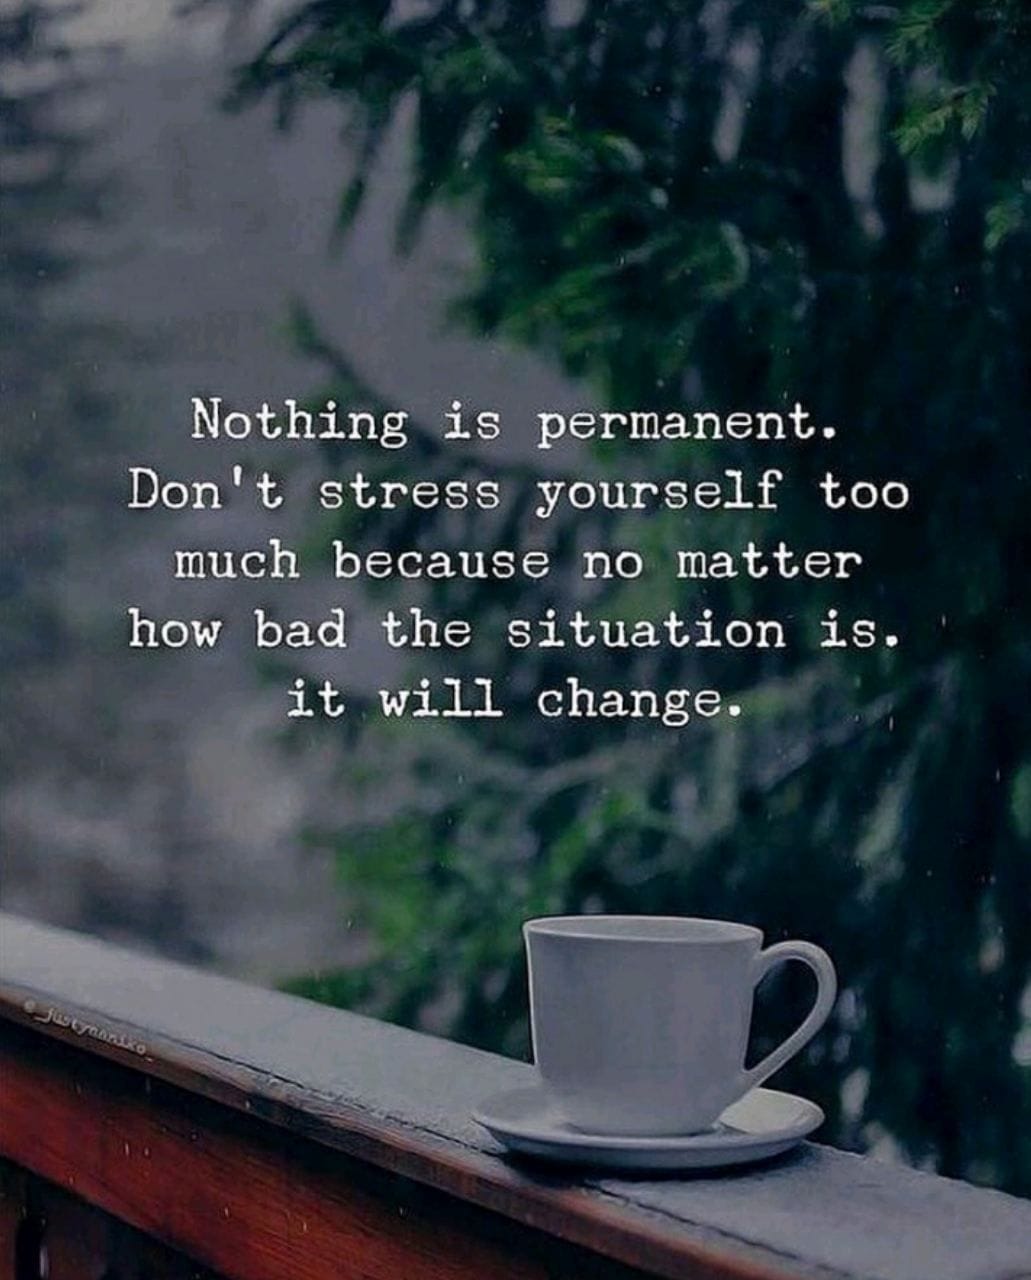 Nothing is permanent.
Don't stress yourself too
much because no matter
how bad the situation is.
it will change.